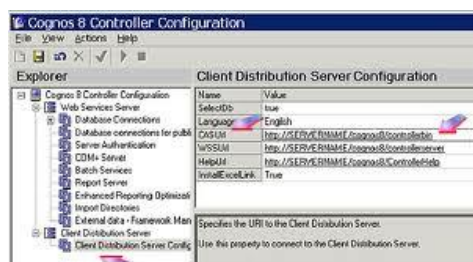 Cognos 8 Controller Configuration
File View Actions Help
Explorer
Client Distribution Server Configuration
Cognos 8 Controller Configuration
Web Services Server
Database Connections
Database connections for publi
Server Authentication
COM+ Server
Batch Services
Report Server
Enhanced Reporting Optimisati
Import Directories
External data - Framework Man
Client Distribution Server
Client Distribution Server Config
Name Value
SelectDb true
Language English
CASUrl http://SERVERNAME/cognos8/controllerbin
WSSUrl http://SERVERNAME/cognos8/controllerserver
HelpUrl http://SERVERNAME/cognos8/ControllerHelp
InstallExcelLink True
Specifies the URI to the Client Distribution Server.
Use this property to connect to the Client Distribution Server.